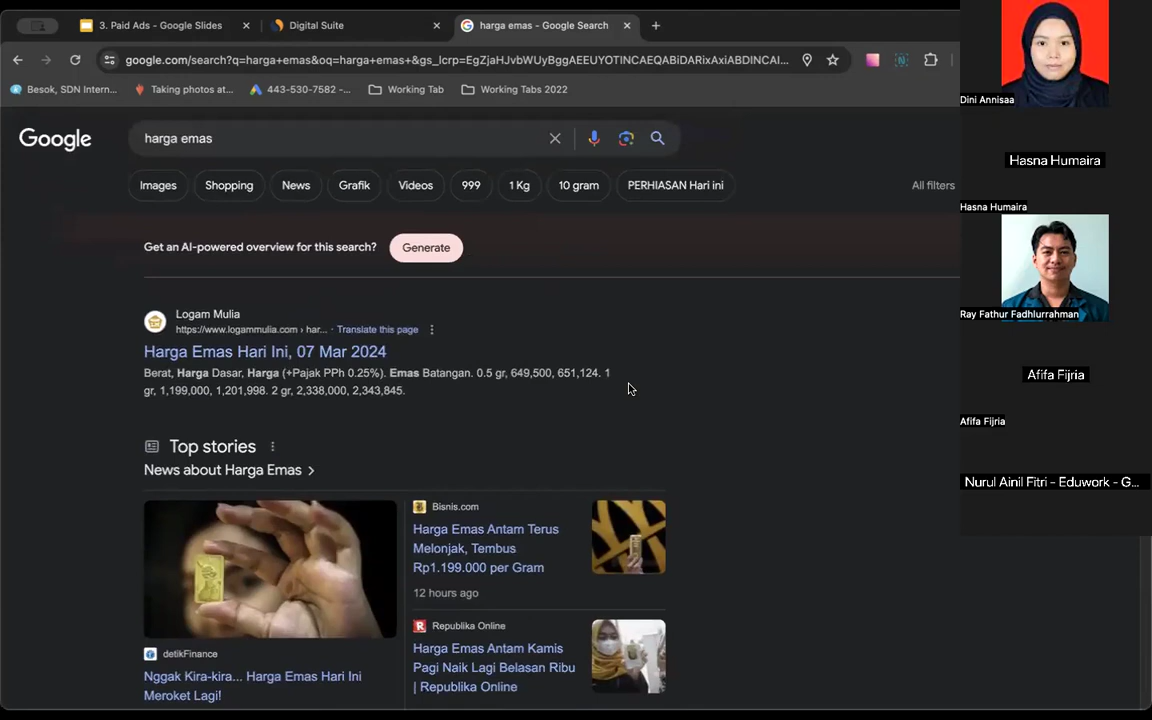 3. Paid Ads - Google Slides
Digital Suite
harga emas - Google Search
google.com/search?q=harga+emas&oq=harga+emas+&gs_lcrp=EgZjaHJvbWUyBggAEEUYOTINCAEQABiDARixAxiABDINCAI...
Besok, SDN Intern...
Taking photos at...
443-530-7582 -...
Working Tab
Working Tabs 2022
Google
harga emas
Images
Shopping
News
Grafik
Videos
999
1 Kg
10 gram
PERHIASAN Hari ini
All filters
Get an AI-powered overview for this search?
Generate
Logam Mulia
https://www.logammulia.com › har... · Translate this page
Harga Emas Hari Ini, 07 Mar 2024
Berat, Harga Dasar, Harga (+Pajak PPh 0.25%). Emas Batangan. 0.5 gr, 649,500, 651,124. 1
gr, 1,199,000, 1,201,998. 2 gr, 2,338,000, 2,343,845.
Top stories
News about Harga Emas
detikFinance
Nggak Kira-kira... Harga Emas Hari Ini
Meroket Lagi!
Bisnis.com
Harga Emas Antam Terus
Melonjak, Tembus
Rp1.199.000 per Gram
12 hours ago
Republika Online
Harga Emas Antam Kamis
Pagi Naik Lagi Belasan Ribu
| Republika Online
Dini Annisaa
Hasna Humaira
Hasna Humaira
Ray Fathur Fadhlurrahman
Afifa Fijria
Afifa Fijria
Nurul Ainil Fitri - Eduwork - G...